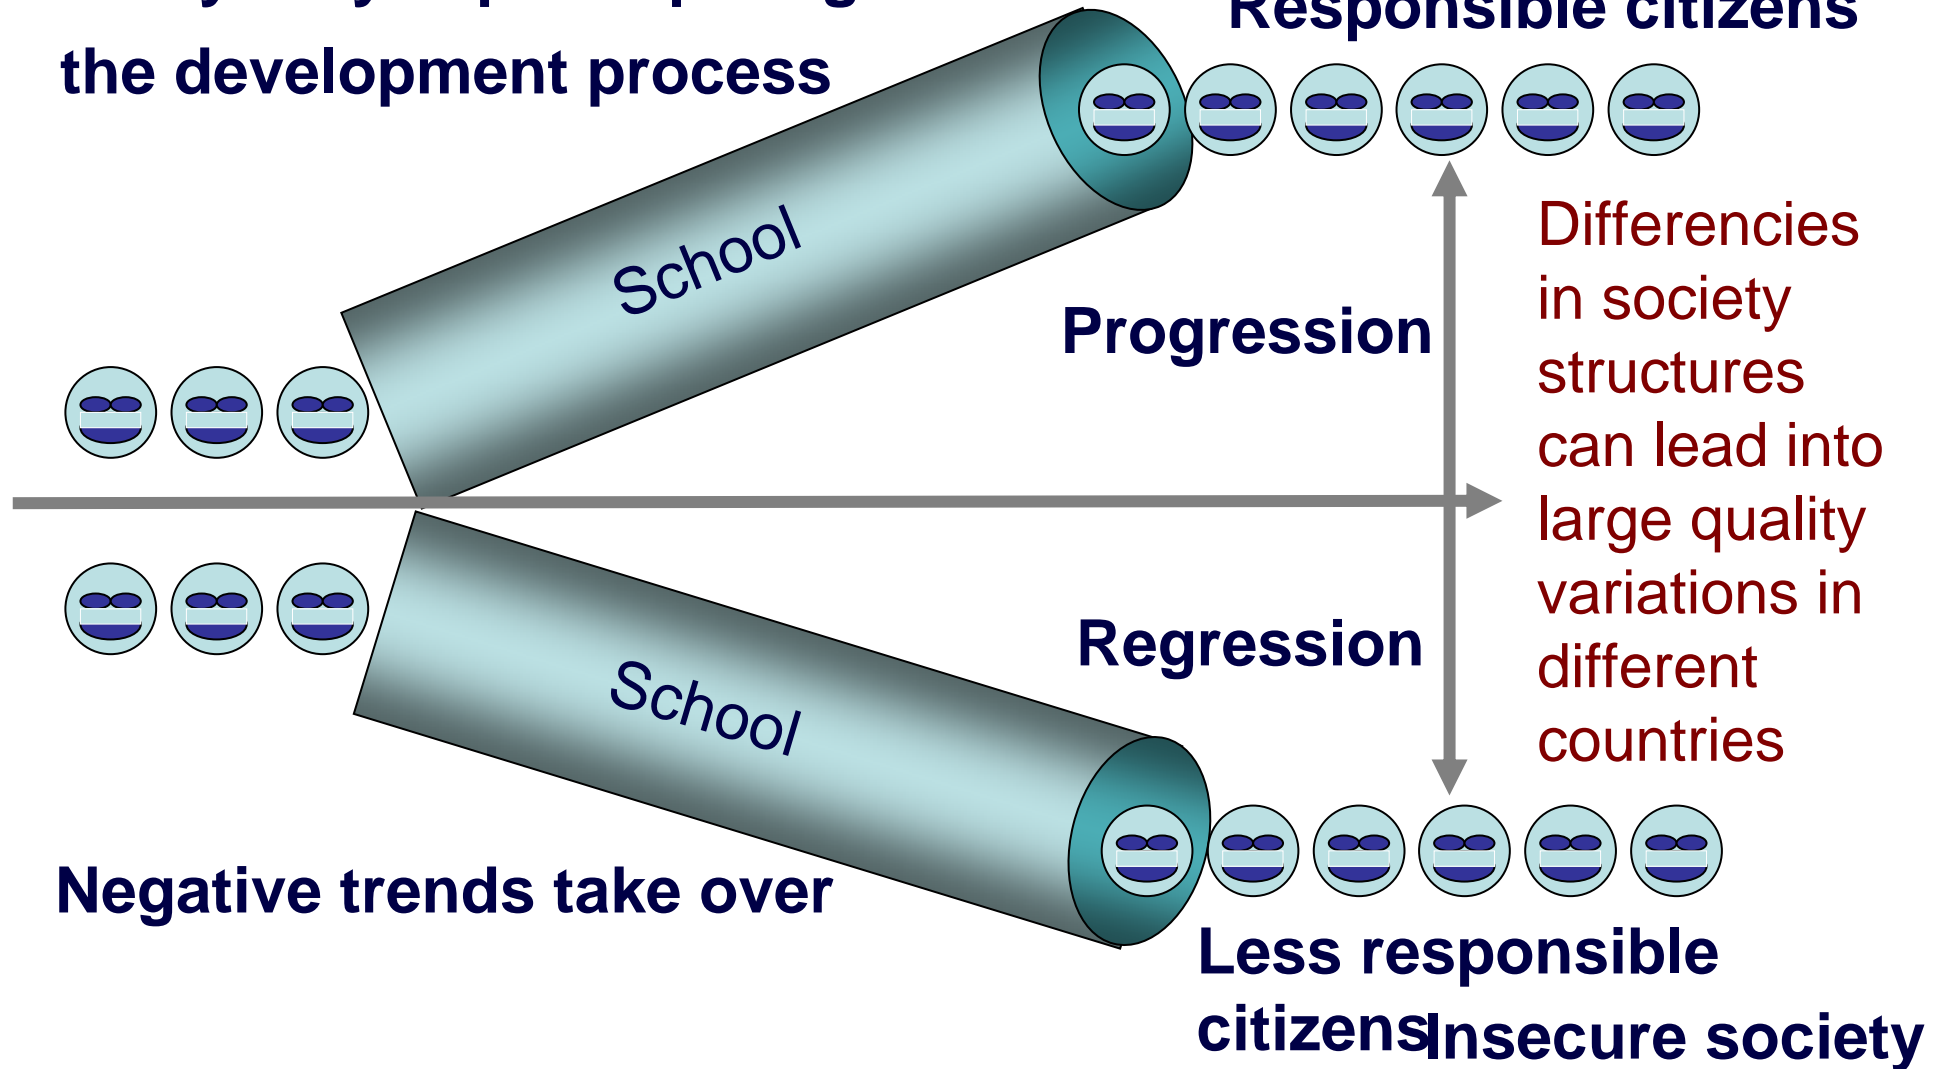 the development process
Responsible citizens
School
Progression
Differencies
in society
structures
can lead into
large quality
variations in
different
countries
Regression
School
Negative trends take over
Less responsible
citizens
Insecure society